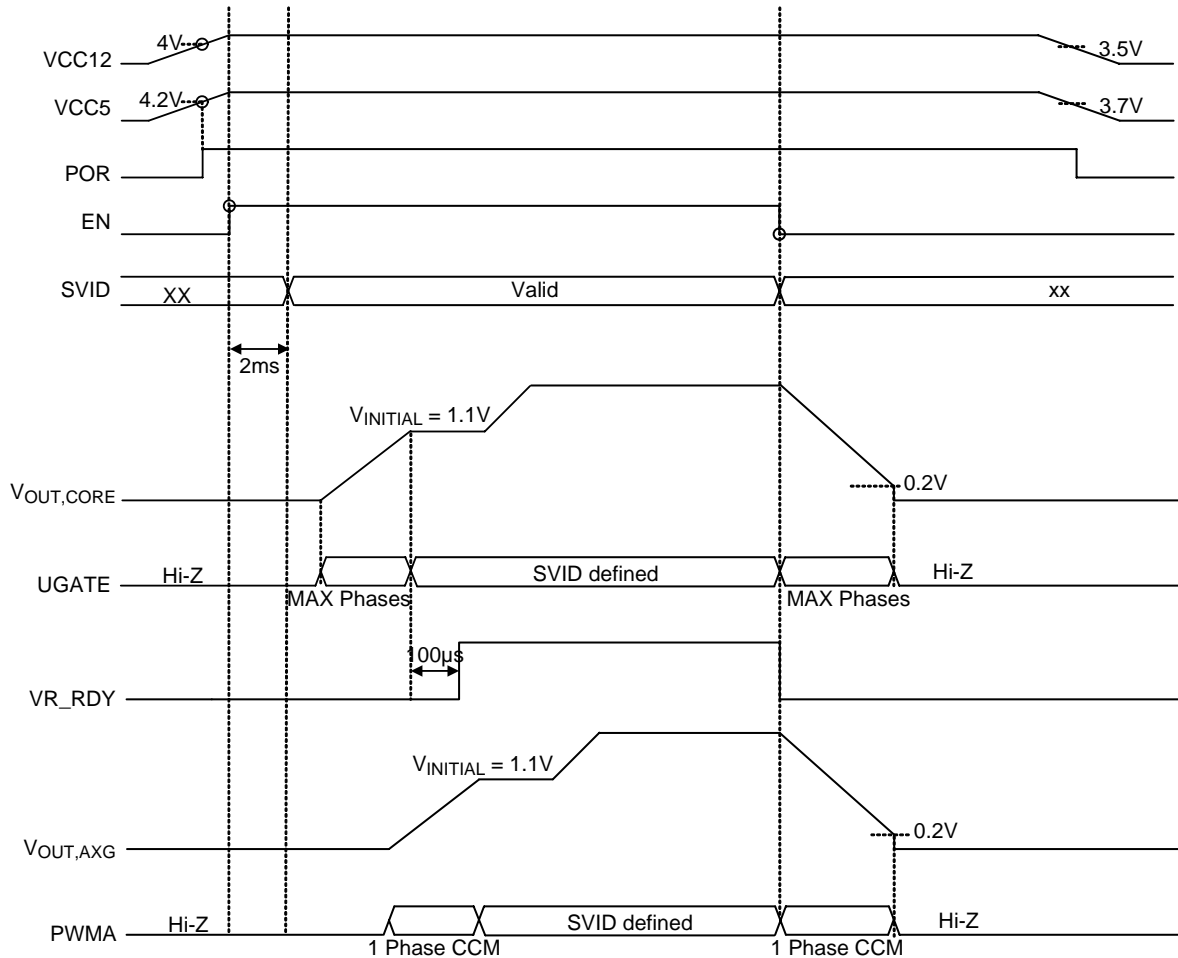 4V
VCC12
3.5V
4.2V
VCC5
3.7V
POR
EN
SVID
XX
Valid
xx
2ms
VINITIAL = 1.1V
VOUT,CORE
0.2V
UGATE
Hi-Z
SVID defined
Hi-Z
MAX Phases
MAX Phases
100µs
VR_RDY
VINITIAL = 1.1V
VOUT,AXG
0.2V
PWMA
Hi-Z
SVID defined
Hi-Z
1 Phase CCM
1 Phase CCM